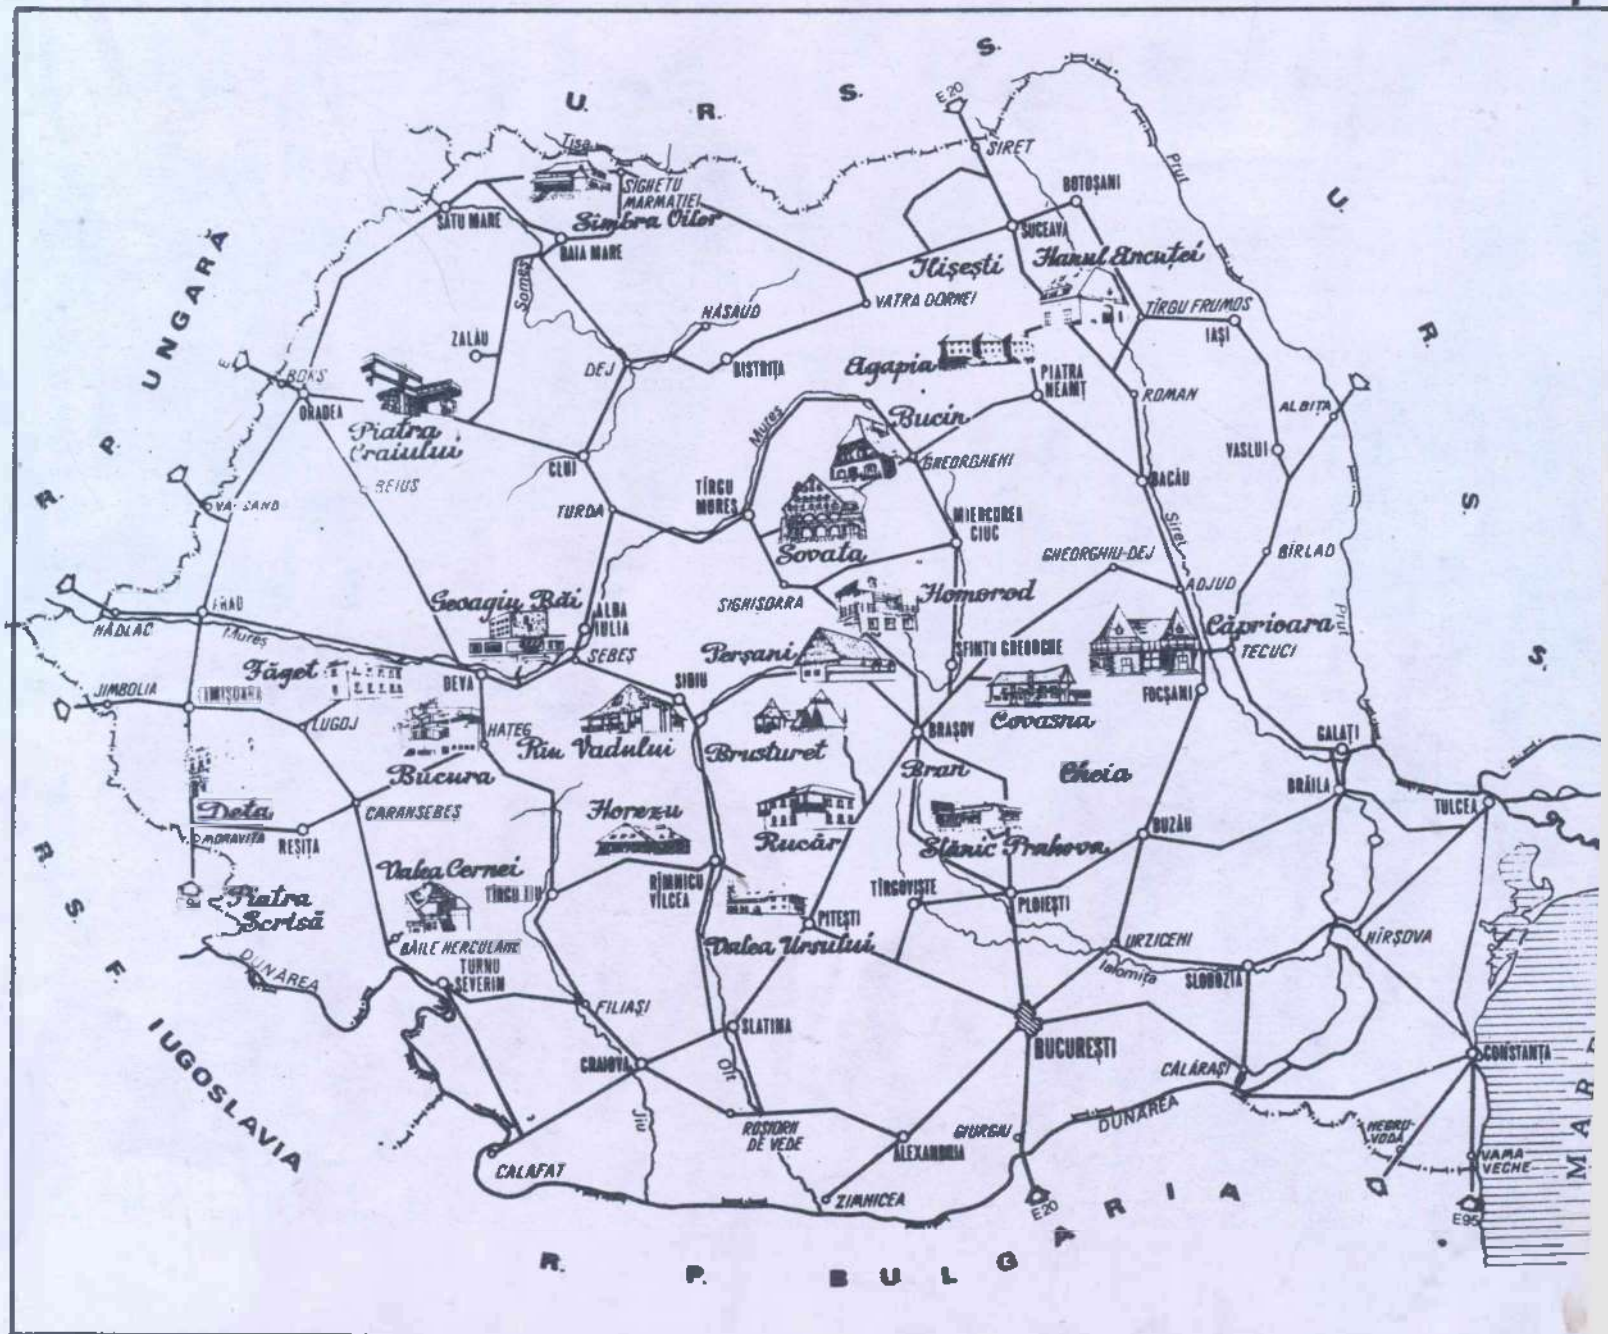 U. R. S. S.
E 20
SIRET
Tisa
SIGHETU
MARMAȚIEI
Sîmbra Oilor
SATU MARE
BAIA MARE
BOTOȘANI
SUCEAVA
Prut
U. R. S. S.
R. P. UNGARĂ
Ilișești
Hanul Ancuței
VATRA DORNEI
TÎRGU FRUMOS
IAȘI
Someș
NĂSAUD
ZALĂU
DEJ
BISTRIȚA
Agapia
PIATRA
NEAMȚ
ROMAN
ALBIȚA
E
BORS
ORADEA
Piatra
Craiului
Mureș
Bucin
GHEORGHENI
VASLUI
CLUJ
BEIUȘ
BACĂU
TURDA
TÎRGU
MUREȘ
MIERCUREA
CIUC
Siret
Sovata
GHEORGHIU-DEJ
BÎRLAD
ADJUD
SIGHIȘOARA
Homorod
Prut
NĂDLAC
ARAD
Mureș
Geoagiu Băi
ALBA
IULIA
SEBEȘ
Perșani
SFÎNTU GHEORGHE
Căprioara
TECUCI
Făget
DEVA
SIBIU
FOCȘANI
JIMBOLIA
TIMIȘOARA
LUGOJ
HAȚEG
Rîu Vadului
Brusturet
BRAȘOV
Covasna
GALAȚI
Bucura
Bran
Cheia
BRĂILA
TULCEA
Deta
CARANSEBEȘ
Horezu
Rucăr
Slănic Prahova
BUZĂU
MORAVIȚA
REȘIȚA
Valea Cernei
TÎRGU JIU
RÎMNICU
VÎLCEA
TÎRGOVIȘTE
PLOIEȘTI
Piatra
Scrisă
PITEȘTI
Valea Ursului
BĂILE HERCULANE
URZICENI
HÎRȘOVA
DUNĂREA
TURNU
SEVERIN
Ialomița
SLOBOZIA
R. S. F. IUGOSLAVIA
FILIAȘI
SLATINA
BUCUREȘTI
CRAIOVA
Olt
CĂLĂRAȘI
CONSTANȚA
Jiu
ROȘIORII
DE VEDE
ALEXANDRIA
GIURGIU
DUNĂREA
NEGRU-
VODĂ
VAMA
VECHE
CALAFAT
ZIMNICEA
E20
E95
R. P. BULGARIA
MAR